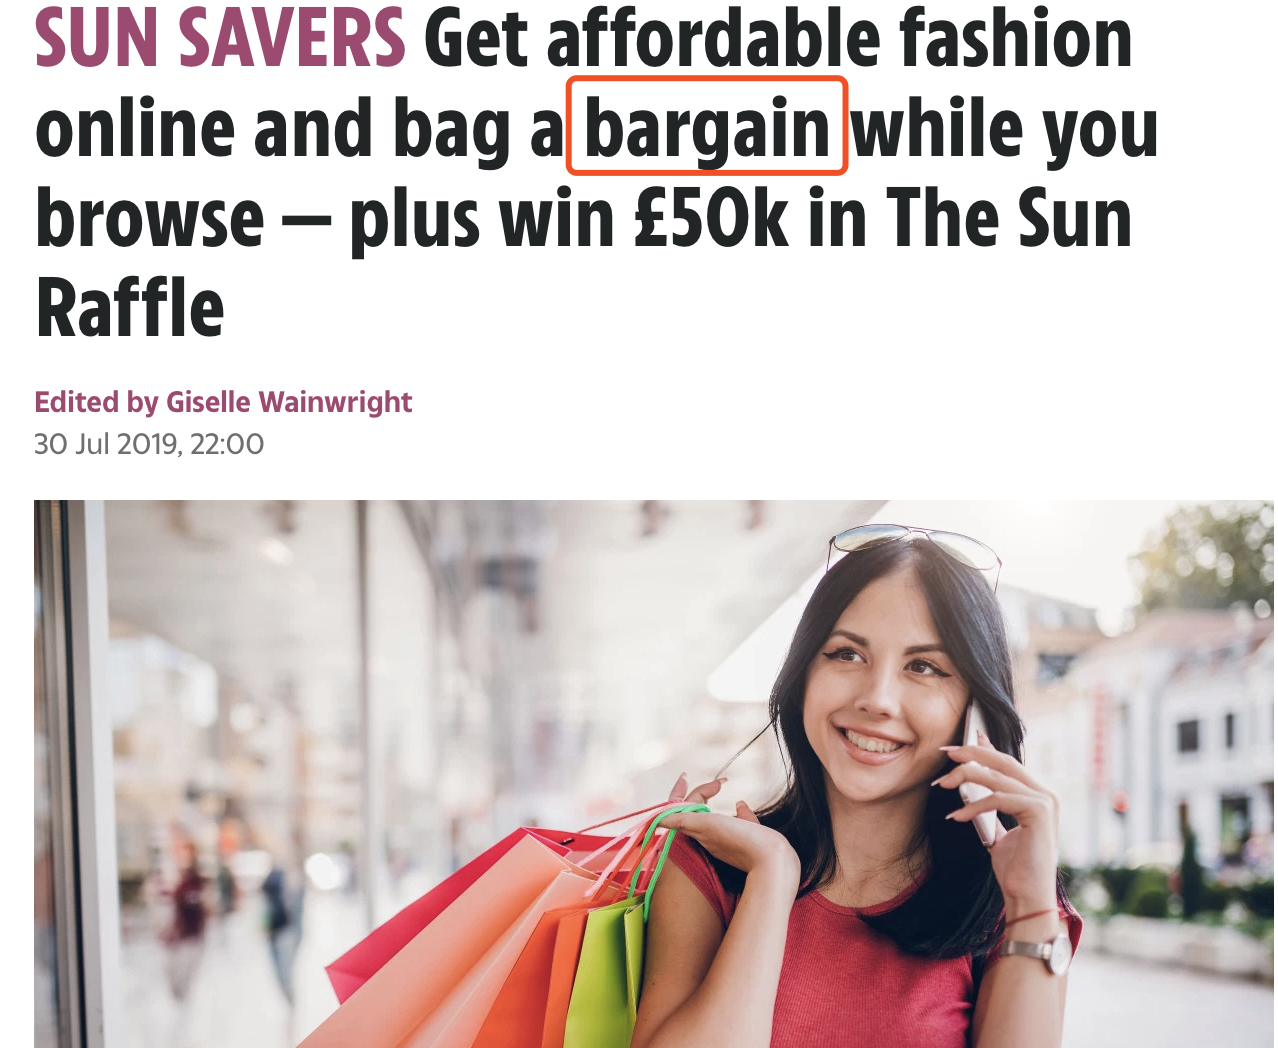 SUN SAVERS Get affordable fashion
online and bag a bargain while you
browse — plus win £50k in The Sun
Raffle
Edited by Giselle Wainwright
30 Jul 2019, 22:00